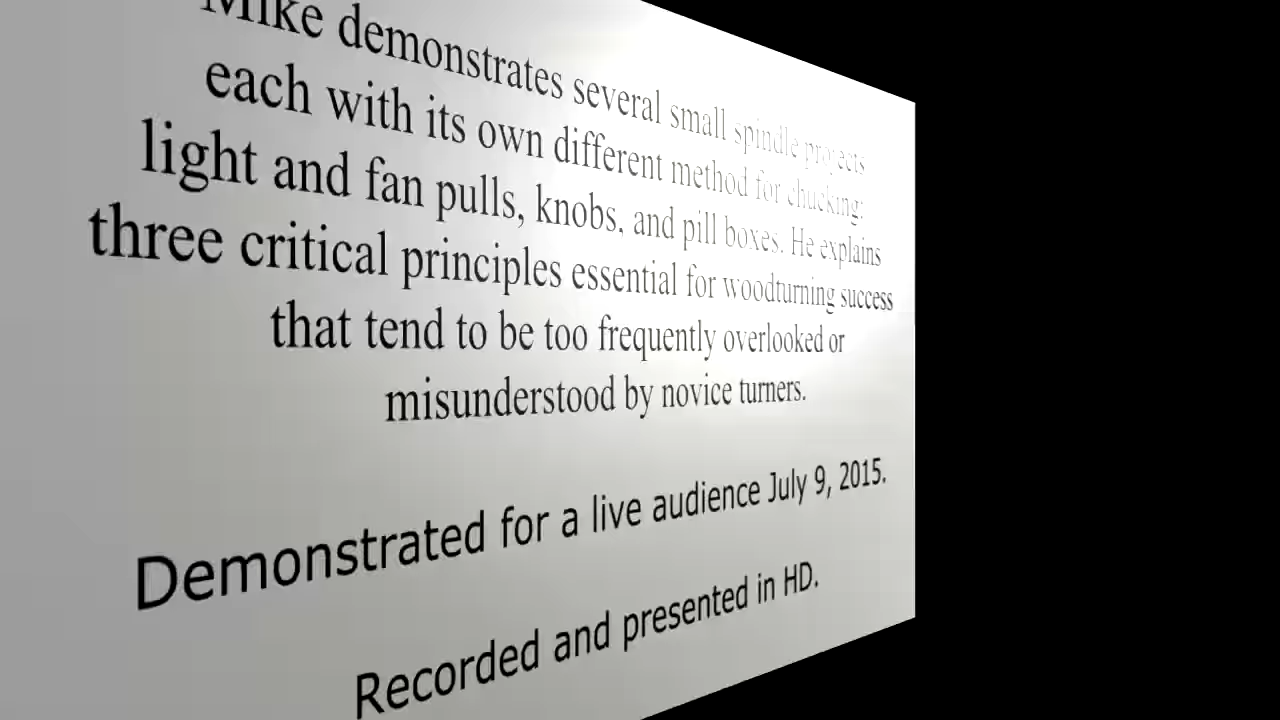 Mike demonstrates several small spindle projects
each with its own different method for chucking:
light and fan pulls, knobs, and pill boxes. He explains
three critical principles essential for woodturning success
that tend to be too frequently overlooked or
misunderstood by novice turners.
Demonstrated for a live audience July 9, 2015.
Recorded and presented in HD.